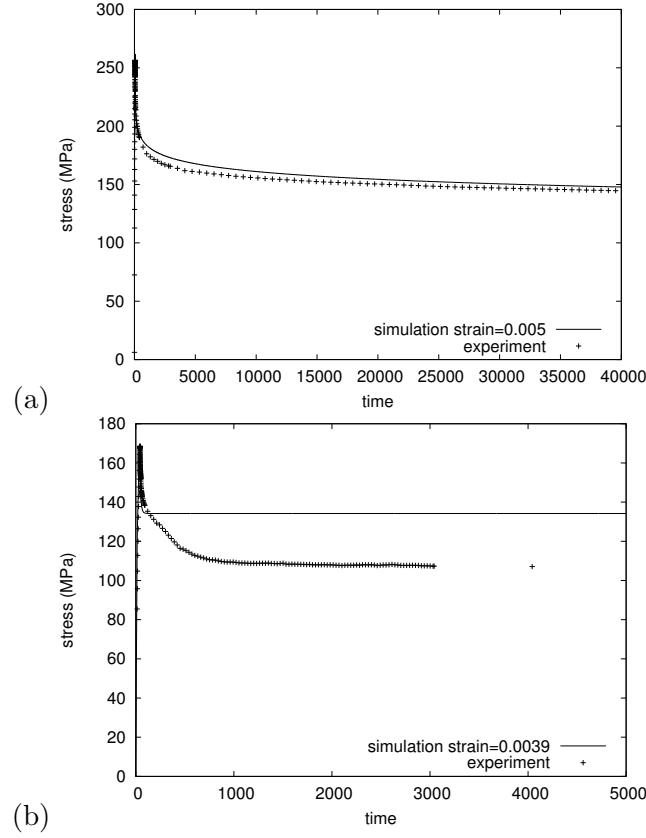 300
250
200
150
100
50
0
stress (MPa)
simulation strain=0.005
experiment
0 5000 10000 15000 20000 25000 30000 35000 40000
time
(a)
180
160
140
120
100
80
60
40
20
0
stress (MPa)
simulation strain=0.0039
experiment
0 1000 2000 3000 4000 5000
time
(b)